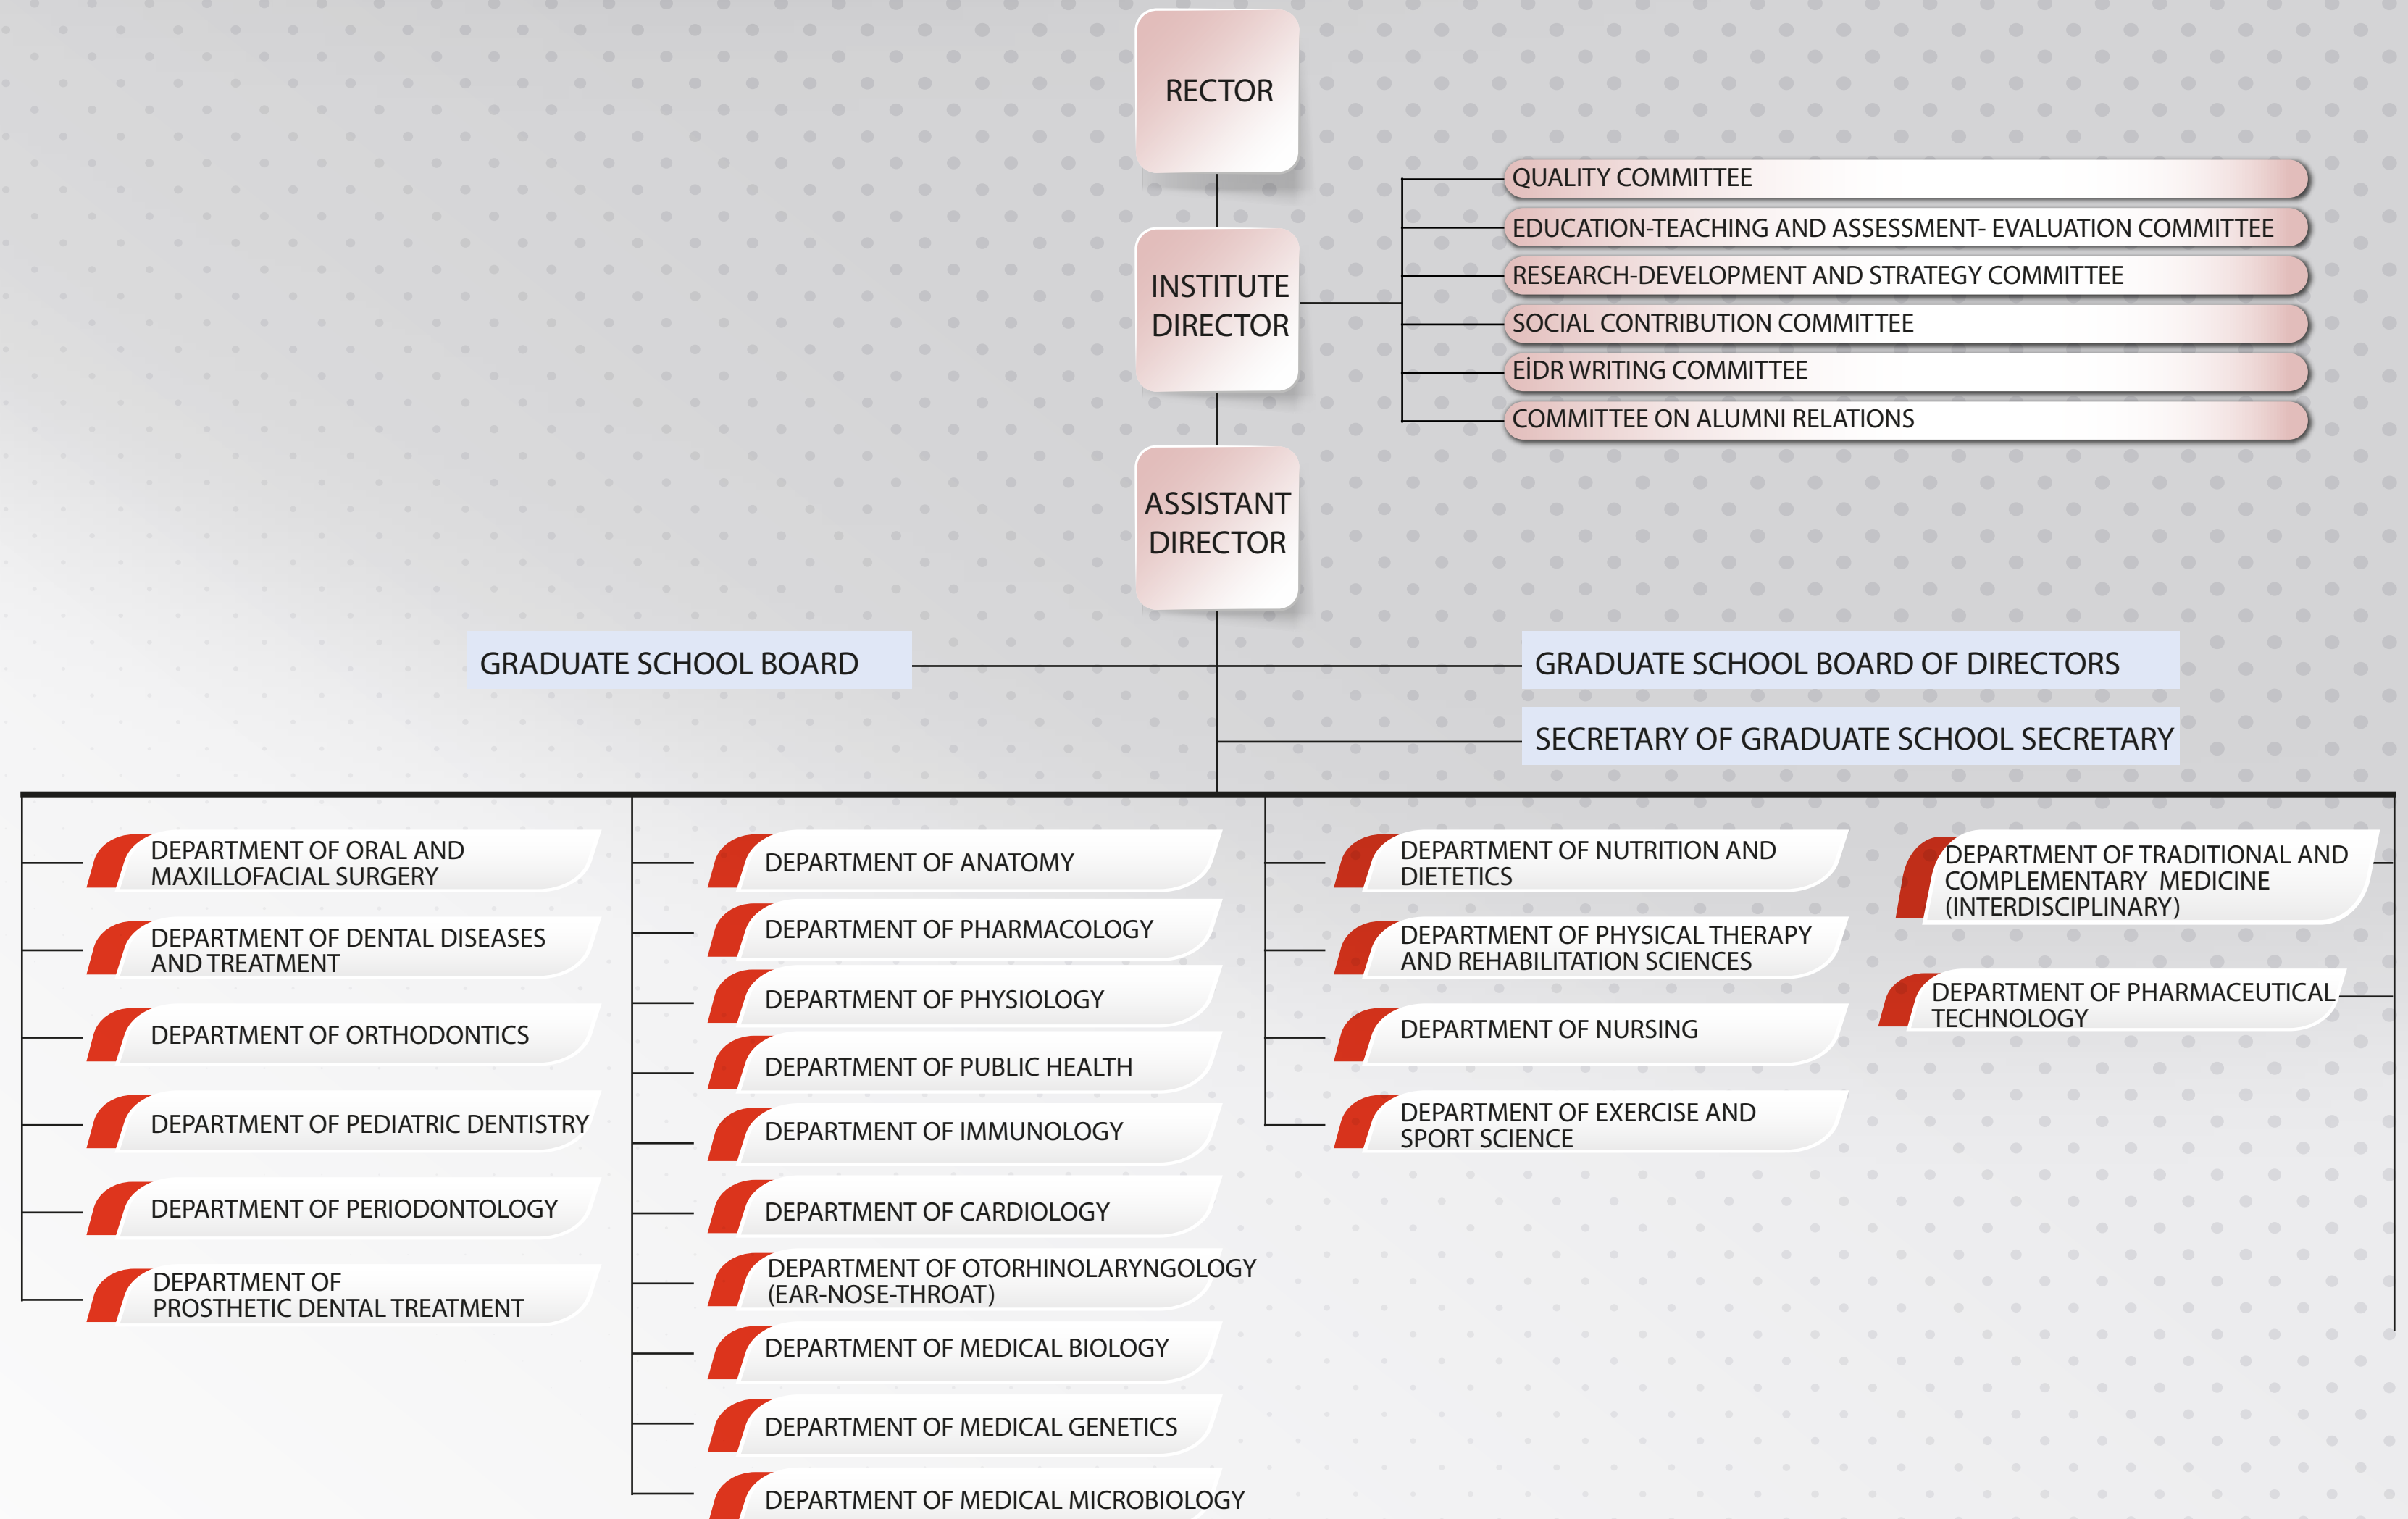 RECTOR
INSTITUTE
DIRECTOR
ASSISTANT
DIRECTOR
QUALITY COMMITTEE
EDUCATION-TEACHING AND ASSESSMENT- EVALUATION COMMITTEE
RESEARCH-DEVELOPMENT AND STRATEGY COMMITTEE
SOCIAL CONTRIBUTION COMMITTEE
EİDR WRITING COMMITTEE
COMMITTEE ON ALUMNI RELATIONS
GRADUATE SCHOOL BOARD
GRADUATE SCHOOL BOARD OF DIRECTORS
SECRETARY OF GRADUATE SCHOOL SECRETARY
DEPARTMENT OF ORAL AND
MAXILLOFACIAL SURGERY
DEPARTMENT OF DENTAL DISEASES
AND TREATMENT
DEPARTMENT OF ORTHODONTICS
DEPARTMENT OF PEDIATRIC DENTISTRY
DEPARTMENT OF PERIODONTOLOGY
DEPARTMENT OF
PROSTHETIC DENTAL TREATMENT
DEPARTMENT OF ANATOMY
DEPARTMENT OF PHARMACOLOGY
DEPARTMENT OF PHYSIOLOGY
DEPARTMENT OF PUBLIC HEALTH
DEPARTMENT OF IMMUNOLOGY
DEPARTMENT OF CARDIOLOGY
DEPARTMENT OF OTORHINOLARYNGOLOGY
(EAR-NOSE-THROAT)
DEPARTMENT OF MEDICAL BIOLOGY
DEPARTMENT OF MEDICAL GENETICS
DEPARTMENT OF MEDICAL MICROBIOLOGY
DEPARTMENT OF NUTRITION AND
DIETETICS
DEPARTMENT OF PHYSICAL THERAPY
AND REHABILITATION SCIENCES
DEPARTMENT OF NURSING
DEPARTMENT OF EXERCISE AND
SPORT SCIENCE
DEPARTMENT OF TRADITIONAL AND
COMPLEMENTARY MEDICINE
(INTERDISCIPLINARY)
DEPARTMENT OF PHARMACEUTICAL
TECHNOLOGY